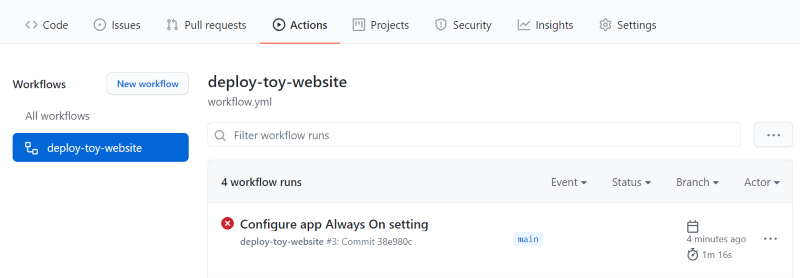 Code Issues Pull requests Actions Projects Security Insights Settings
Workflows New workflow
All workflows
deploy-toy-website
deploy-toy-website
workflow.yml
Filter workflow runs
4 workflow runs Event Status Branch Actor
Configure app Always On setting
deploy-toy-website #3: Commit 38e980c
main
4 minutes ago
1m 16s